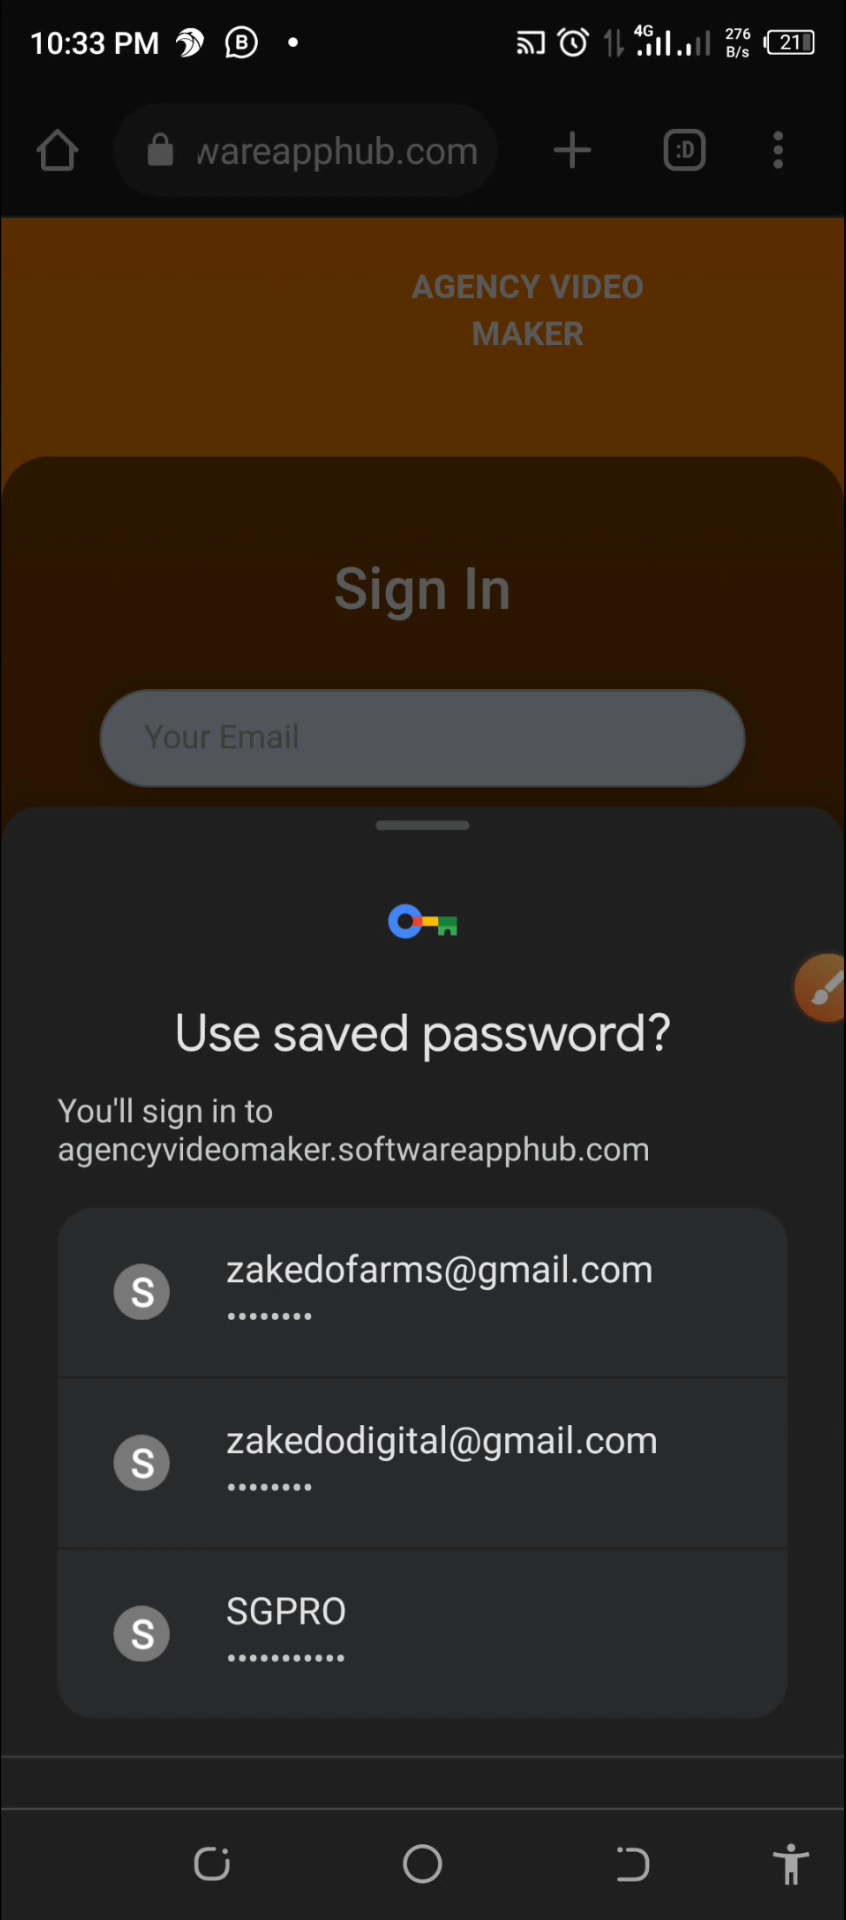 10:33 PM B 4G 276 B/s 21
wareapphub.com :D
AGENCY VIDEO
MAKER
Sign In
Your Email
Use saved password?
You'll sign in to
agencyvideomaker.softwareapphub.com
S zakedofarms@gmail.com
••••••••
S zakedodigital@gmail.com
••••••••
S SGPRO
•••••••••••